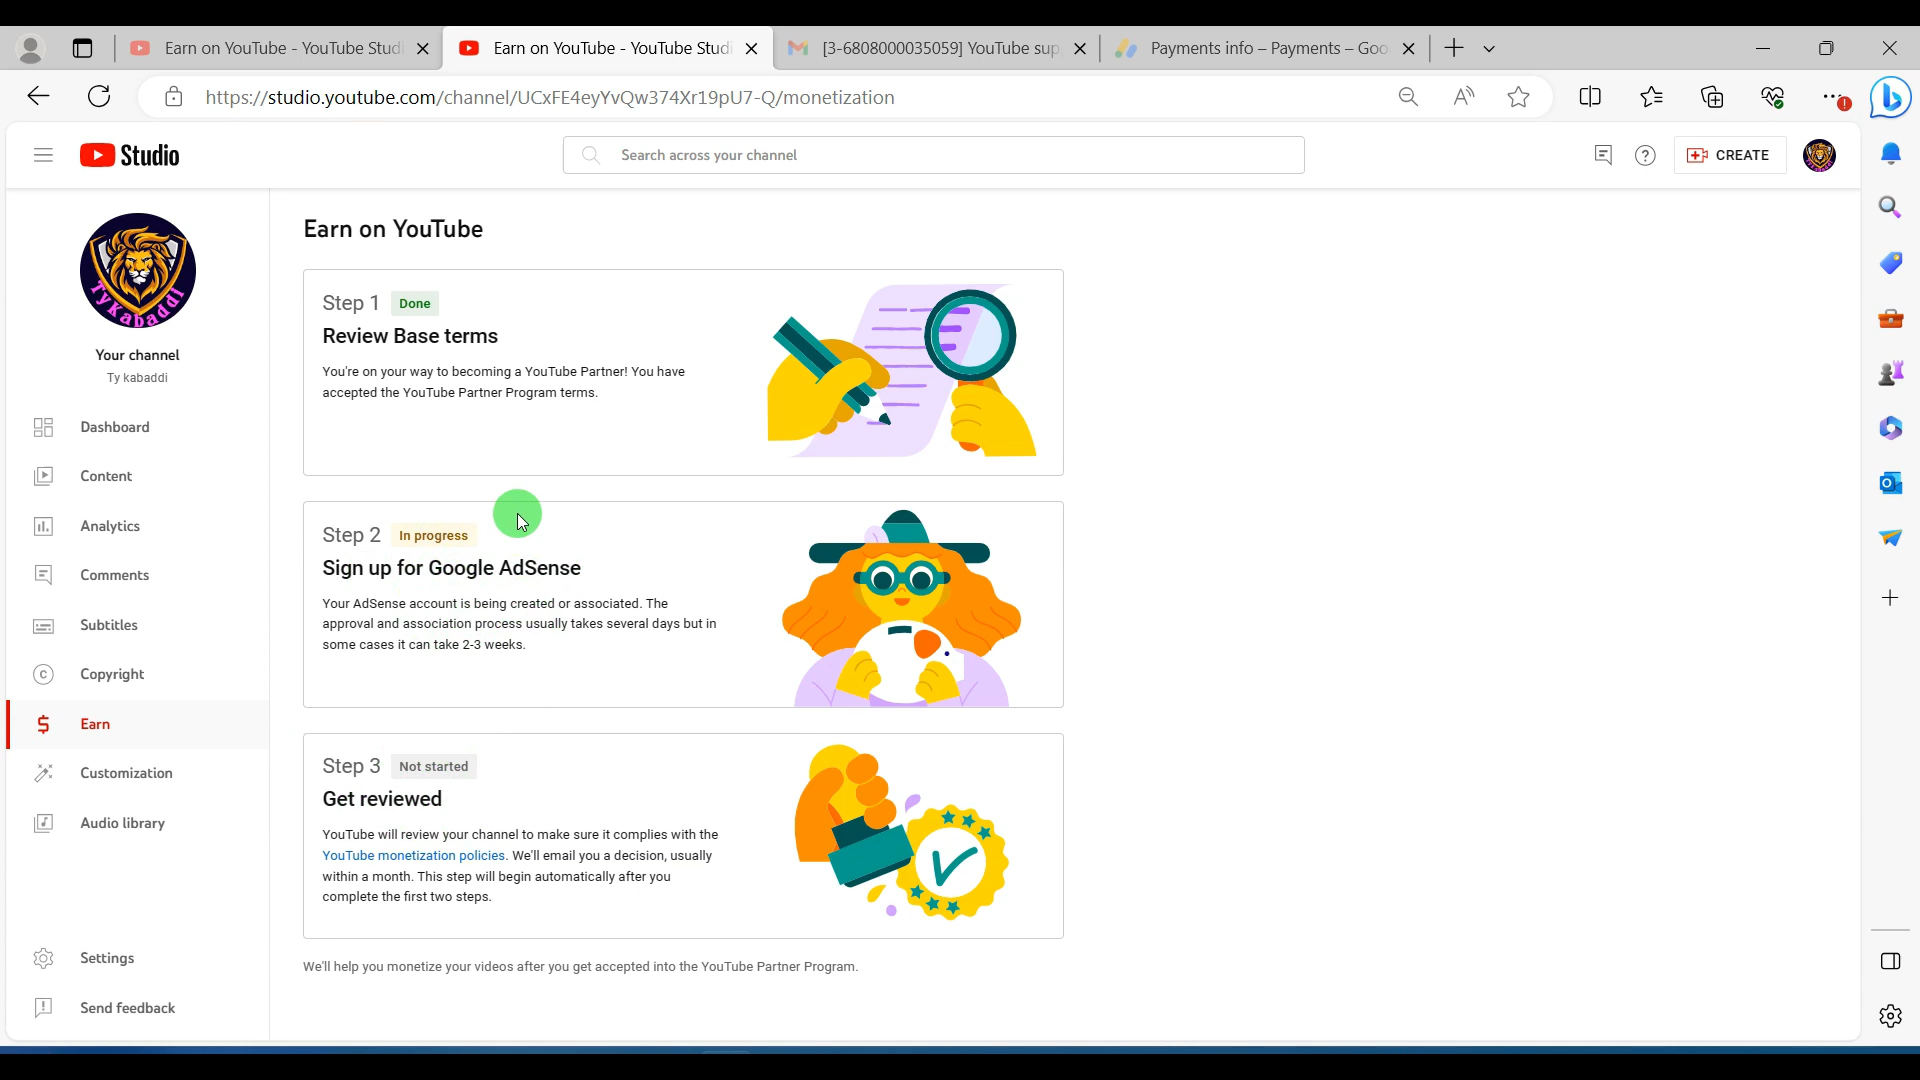 Earn on YouTube - YouTube Studi
Earn on YouTube - YouTube Studi
[3-6808000035059] YouTube sup
Payments info – Payments – Goo
https://studio.youtube.com/channel/UCxFE4eyYvQw374Xr19pU7-Q/monetization
Studio
Search across your channel
CREATE
TyKabaddi
Your channel
Ty kabaddi
Dashboard
Content
Analytics
Comments
Subtitles
Copyright
Earn
Customization
Audio library
Settings
Send feedback
Earn on YouTube
Step 1 Done
Review Base terms
You're on your way to becoming a YouTube Partner! You have
accepted the YouTube Partner Program terms.
Step 2 In progress
Sign up for Google AdSense
Your AdSense account is being created or associated. The
approval and association process usually takes several days but in
some cases it can take 2-3 weeks.
Step 3 Not started
Get reviewed
YouTube will review your channel to make sure it complies with the
YouTube monetization policies. We'll email you a decision, usually
within a month. This step will begin automatically after you
complete the first two steps.
We'll help you monetize your videos after you get accepted into the YouTube Partner Program.